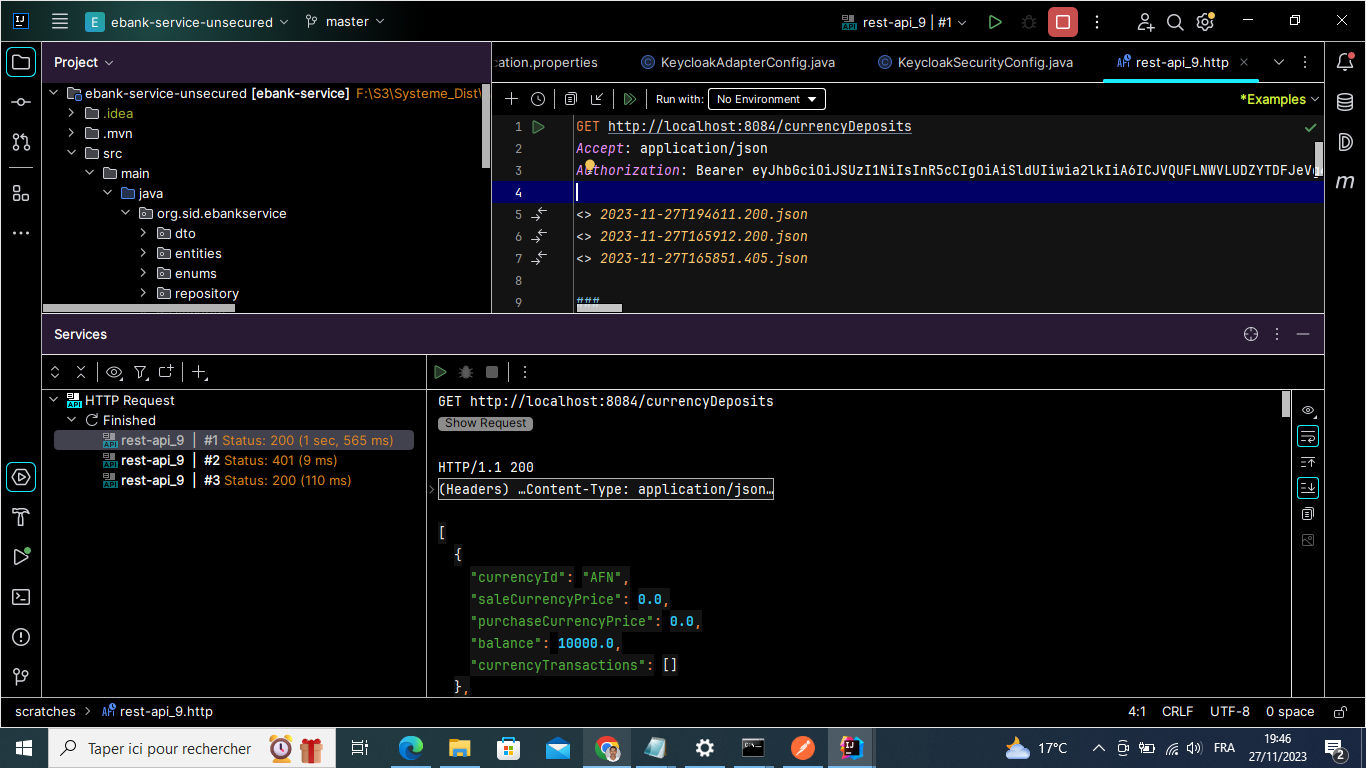 ebank-service-unsecured
master
rest-api_9 | #1
Project
cation.properties
KeycloakAdapterConfig.java
KeycloakSecurityConfig.java
rest-api_9.http
ebank-service-unsecured [ebank-service] F:\S3\Systeme_Dist\
.idea
.mvn
src
main
java
org.sid.ebankservice
dto
entities
enums
repository
Run with: No Environment
*Examples
1 GET http://localhost:8084/currencyDeposits
2 Accept: application/json
3 Authorization: Bearer
4
5 <> 2023-11-27T194611.200.json
6 <> 2023-11-27T165912.200.json
7 <> 2023-11-27T165851.405.json
8
9 ###
Services
HTTP Request
Finished
rest-api_9 | #1 Status: 200 (1 sec, 565 ms)
rest-api_9 | #2 Status: 401 (9 ms)
rest-api_9 | #3 Status: 200 (110 ms)
GET http://localhost:8084/currencyDeposits
Show Request
HTTP/1.1 200
(Headers) …Content-Type: application/json…
[
{
"currencyId": "AFN",
"saleCurrencyPrice": 0.0,
"purchaseCurrencyPrice": 0.0,
"balance": 10000.0,
"currencyTransactions": []
},
scratches > rest-api_9.http
4:1 CRLF UTF-8 0 space
Taper ici pour rechercher
17°C
FRA
19:46
27/11/2023
2